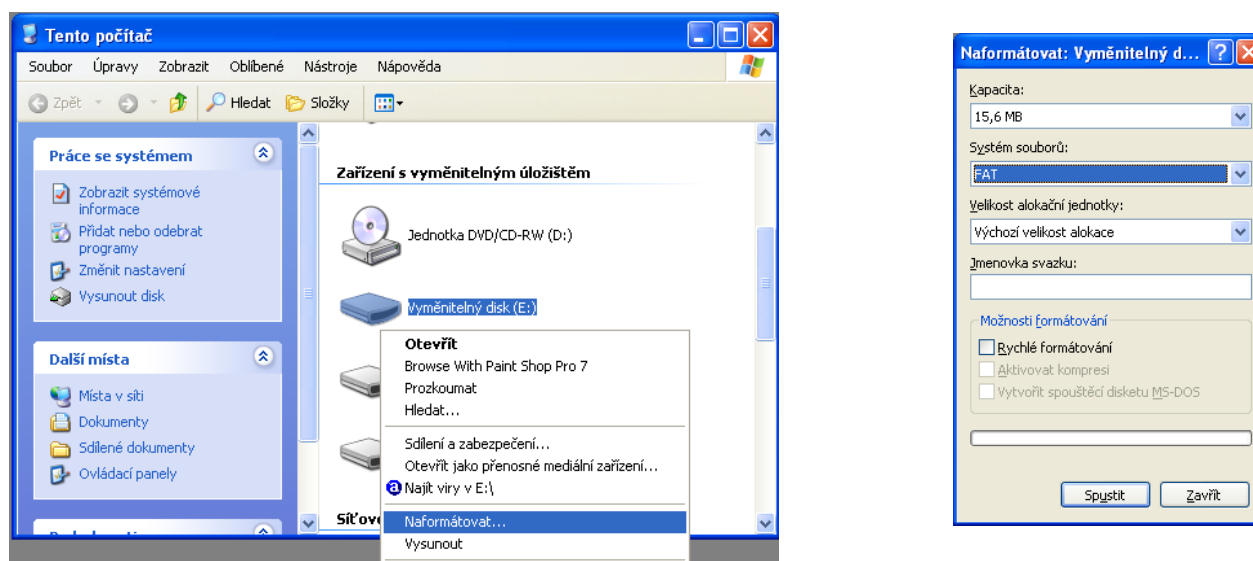 Tento počítač
Soubor Úpravy Zobrazit Oblíbené Nástroje Nápověda
Zpět Hledat Složky
Práce se systémem
Zobrazit systémové
informace
Přidat nebo odebrat
programy
Změnit nastavení
Vysunout disk
Další místa
Místa v síti
Dokumenty
Sdílené dokumenty
Ovládací panely
Zařízení s vyměnitelným úložištěm
Jednotka DVD/CD-RW (D:)
Vyměnitelný disk (E:)
Otevřít
Browse With Paint Shop Pro 7
Prozkoumat
Hledat...
Sdílení a zabezpečení...
Otevřít jako přenosné mediální zařízení...
Najít viry v E:\
Naformátovat...
Vysunout
Síťov
Naformátovat: Vyměnitelný d...
Kapacita:
15,6 MB
Systém souborů:
FAT
Velikost alokační jednotky:
Výchozí velikost alokace
Jmenovka svazku:
Možnosti formátování
Rychlé formátování
Aktivovat kompresi
Vytvořit spouštěcí disketu MS-DOS
Spustit Zavřít